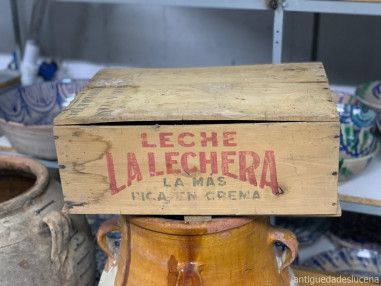 LECHE
LA LECHERA
LA MAS
RICA EN CREMA
antiguedadeslucena